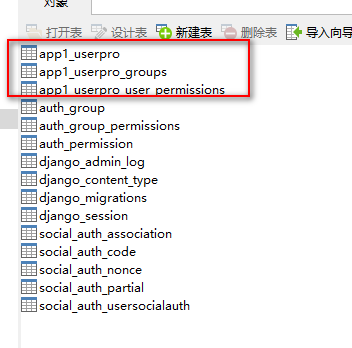 对象
打开表 设计表 新建表 删除表 导入向导
app1_userpro
app1_userpro_groups
app1_userpro_user_permissions
auth_group
auth_group_permissions
auth_permission
django_admin_log
django_content_type
django_migrations
django_session
social_auth_association
social_auth_code
social_auth_nonce
social_auth_partial
social_auth_usersocialauth